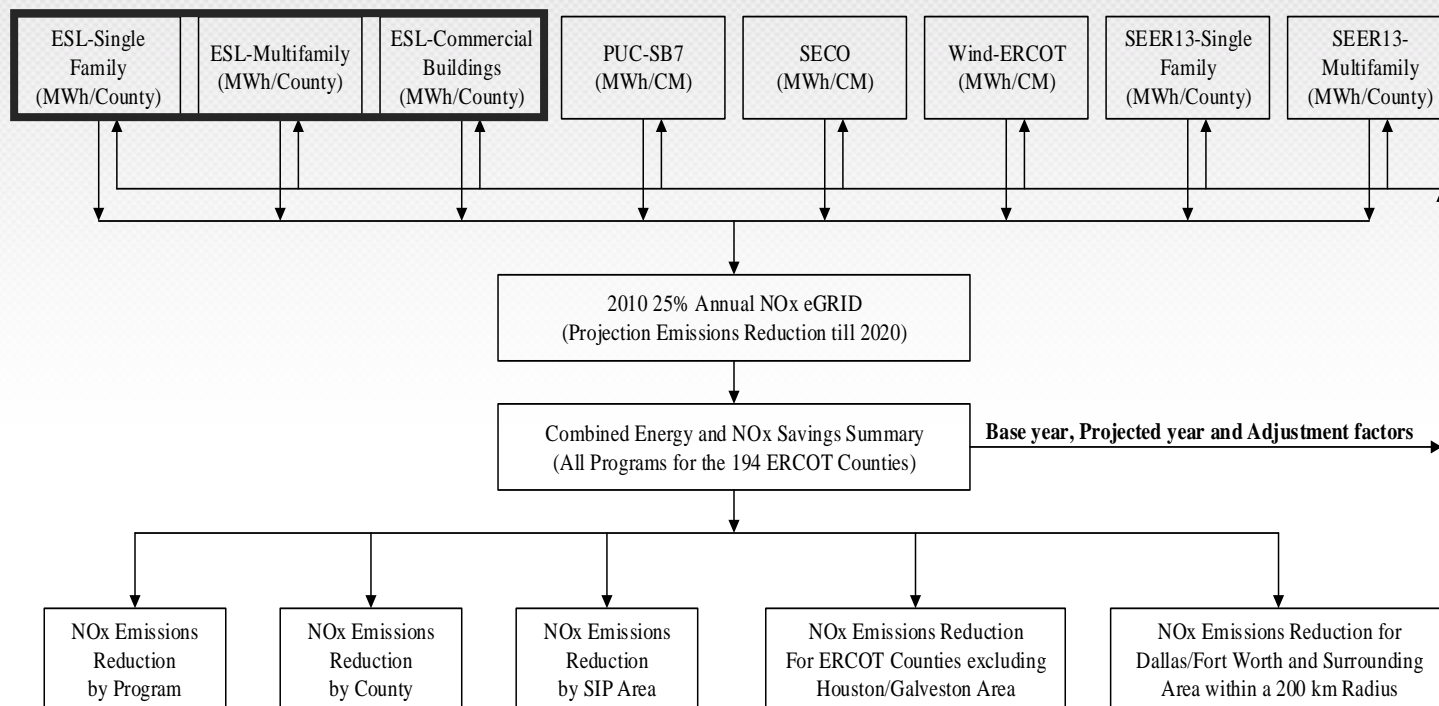 ESL-Single
Family
(MWh/County)
ESL-Multifamily
(MWh/County)
ESL-Commercial
Buildings
(MWh/County)
PUC-SB7
(MWh/CM)
SECO
(MWh/CM)
Wind-ERCOT
(MWh/CM)
SEER13-Single
Family
(MWh/County)
SEER13-
Multifamily
(MWh/County)
2010 25% Annual NOx eGRID
(Projection Emissions Reduction till 2020)
Combined Energy and NOx Savings Summary
(All Programs for the 194 ERCOT Counties)
Base year, Projected year and Adjustment factors
NOx Emissions
Reduction
by Program
NOx Emissions
Reduction
by County
NOx Emissions
Reduction
by SIP Area
NOx Emissions Reduction
For ERCOT Counties excluding
Houston/Galveston Area
NOx Emissions Reduction for
Dallas/Fort Worth and Surrounding
Area within a 200 km Radius